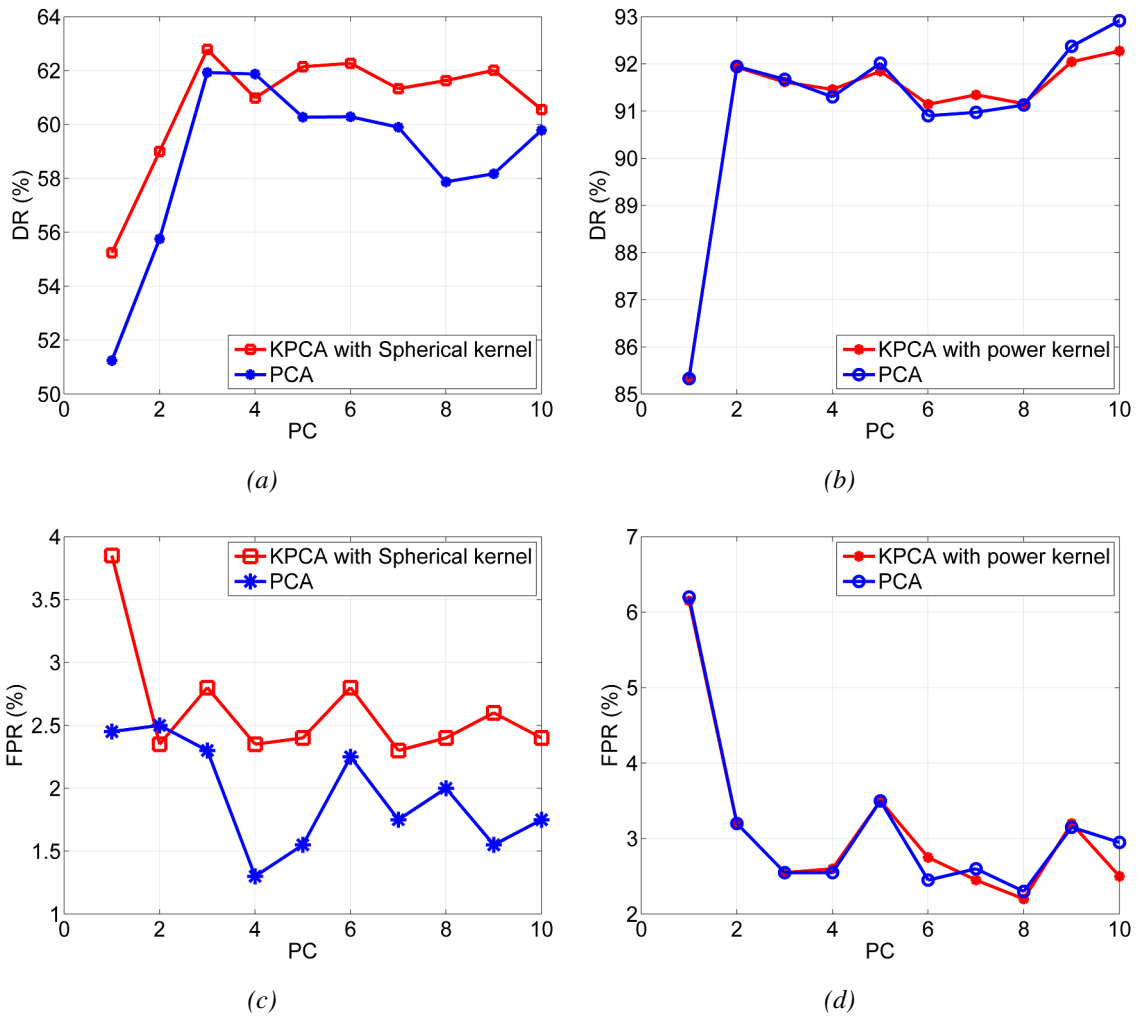 64
62
60
58
56
54
52
50
DR (%)
KPCA with Spherical kernel
PCA
0 2 4 6 8 10
PC
(a)
93
92
91
90
89
88
87
86
85
DR (%)
KPCA with power kernel
PCA
0 2 4 6 8 10
PC
(b)
4
3.5
3
2.5
2
1.5
1
FPR (%)
KPCA with Spherical kernel
PCA
0 2 4 6 8 10
PC
(c)
7
6
5
4
3
2
FPR (%)
KPCA with power kernel
PCA
0 2 4 6 8 10
PC
(d)